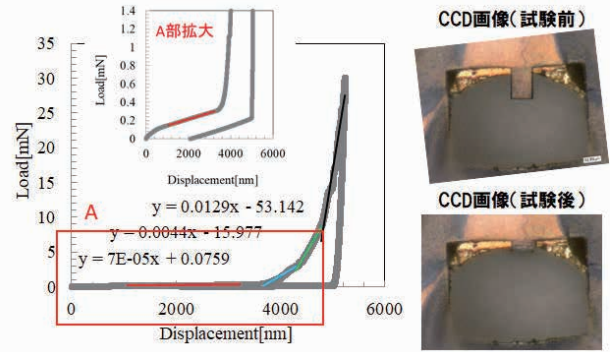 CCD画像(試験前)
1.4
1.2
1
0.8
0.6
0.4
0.2
0
A部拡大
Load[mN]
0 2000 4000 6000
Displacement[nm]
35
30
25
20
15
10
5
0
Load[mN]
A
y = 0.0129x - 53.142
y = 0.0044x - 15.977
y = 7E-05x + 0.0759
0 2000 4000 6000
Displacement[nm]
CCD画像(試験後)